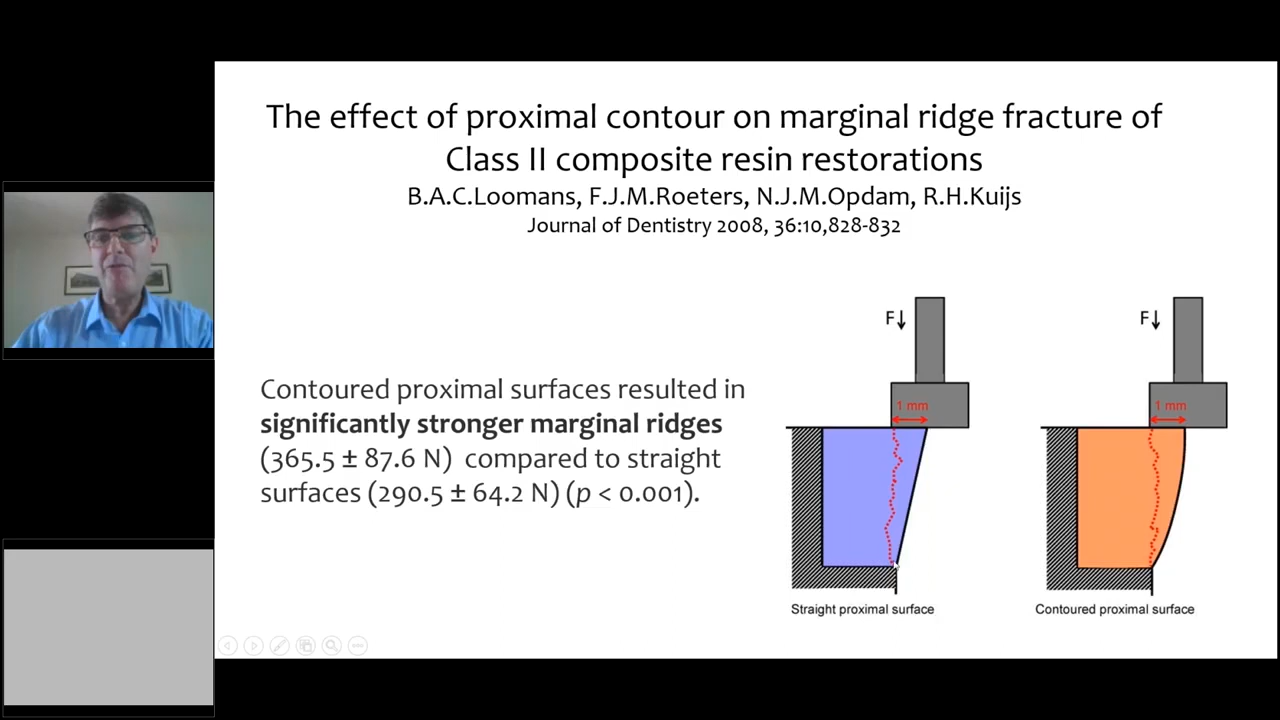 The effect of proximal contour on marginal ridge fracture of
Class II composite resin restorations
B.A.C.Loomans, F.J.M.Roeters, N.J.M.Opdam, R.H.Kuijs
Journal of Dentistry 2008, 36:10,828-832
Contoured proximal surfaces resulted in
significantly stronger marginal ridges
(365.5 ± 87.6 N) compared to straight
surfaces (290.5 ± 64.2 N) (p < 0.001).
F↓
1 mm
Straight proximal surface
F↓
1 mm
Contoured proximal surface